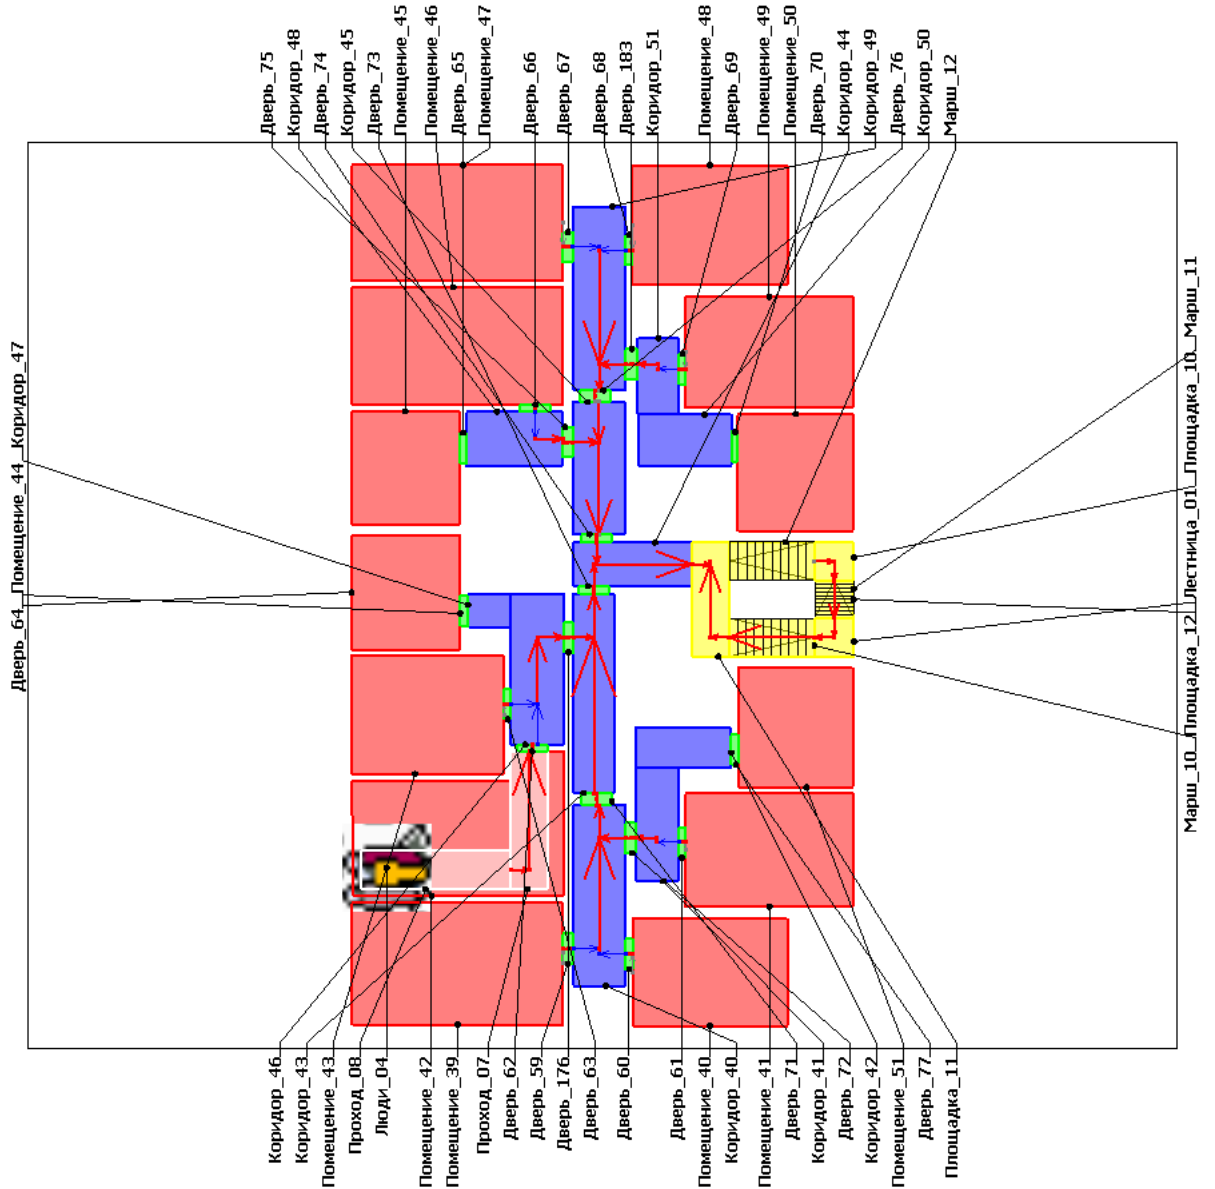 Дверь_75
Коридор_48
Дверь_74
Коридор_45
Дверь_73
Помещение_45
Помещение_46
Дверь_65
Помещение_47
Дверь_66
Дверь_67
Дверь_68
Дверь_183
Коридор_51
Помещение_48
Дверь_69
Помещение_49
Помещение_50
Дверь_70
Коридор_44
Коридор_49
Дверь_76
Коридор_50
Марш_12
Дверь_64 Помещение_44 Коридор_47
Марш_10 Площадка_12 Лестница_01 Площадка_10 Марш_11
Коридор_46
Коридор_43
Помещение_43
Проход_08
Люди_04
Помещение_42
Помещение_39
Проход_07
Дверь_62
Дверь_59
Дверь_176
Дверь_63
Дверь_60
Дверь_61
Помещение_40
Коридор_40
Помещение_41
Дверь_71
Коридор_41
Дверь_72
Коридор_42
Помещение_51
Дверь_77
Площадка_11